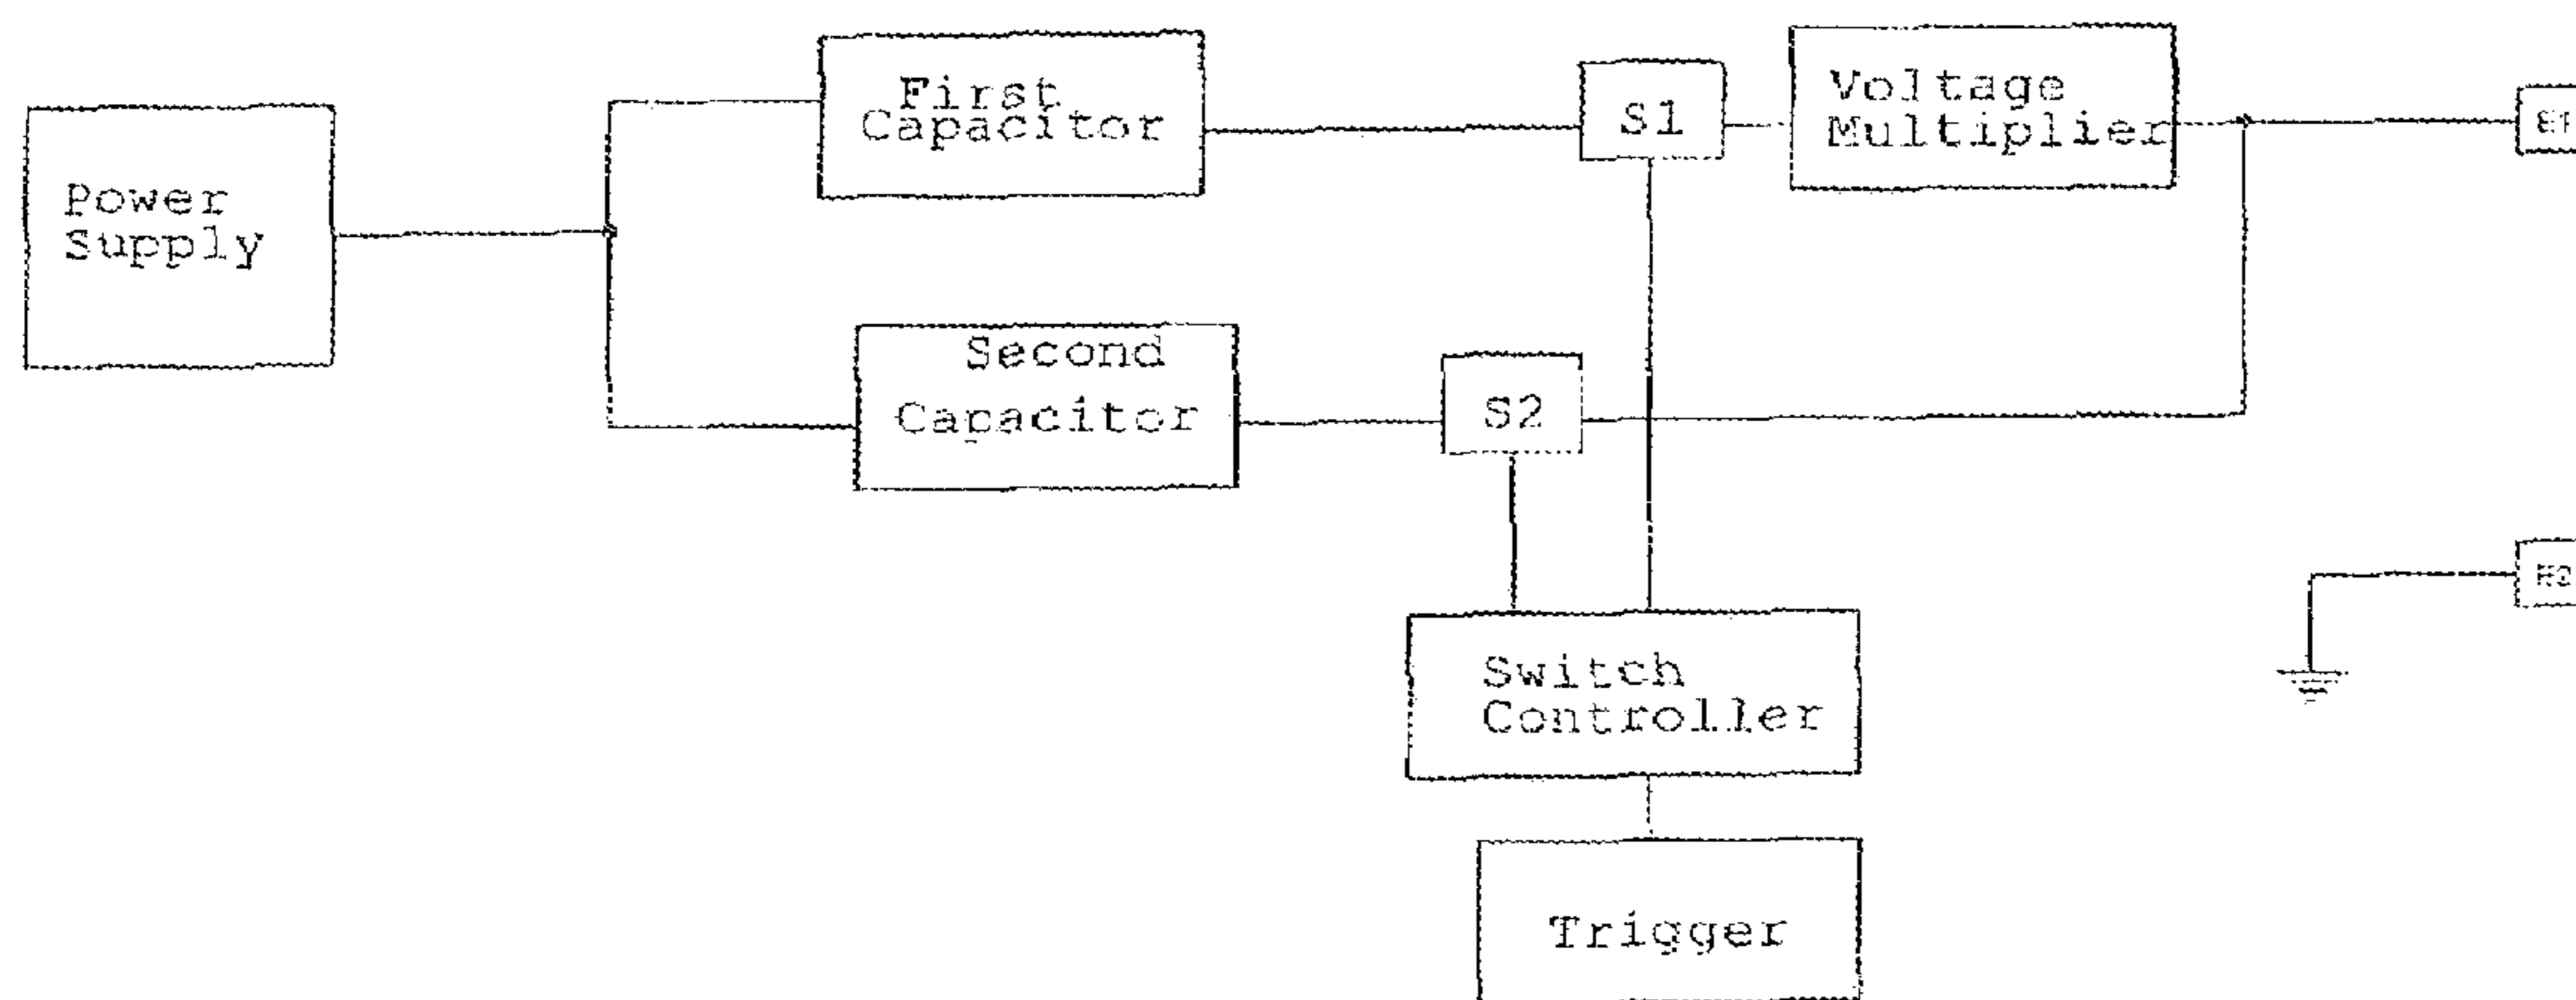 First
Capacitor
S1
Voltage
Multiplier
Power
Supply
Second
Capacitor
S2
Switch
Controller
Trigger